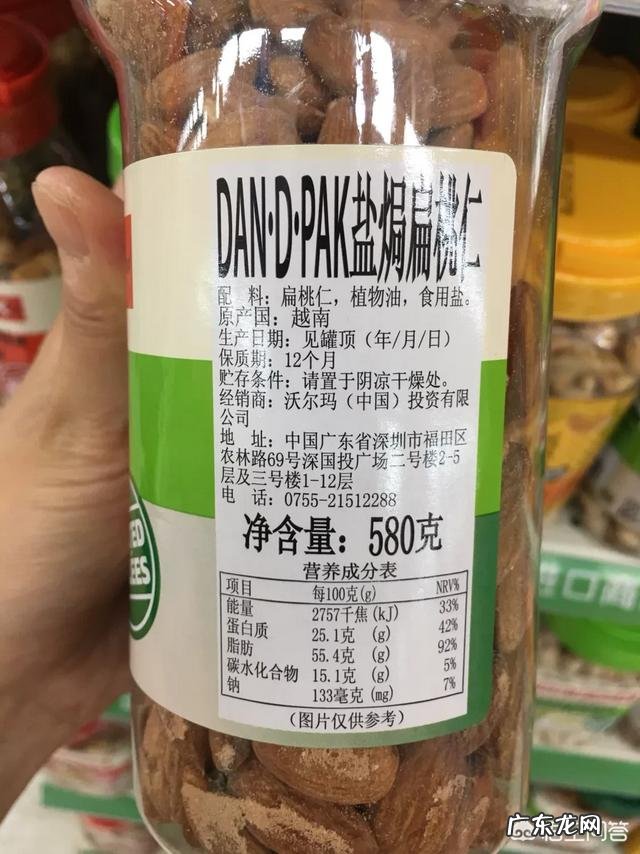 DAN·D·PAK盐焗扁桃仁
配 料：扁桃仁，植物油，食用盐。
原产国：越南
生产日期：见罐顶（年/月/日）
保质期：12个月
贮存条件：请置于阴凉干燥处。
经销商：沃尔玛（中国）投资有限
公司
地 址：中国广东省深圳市福田区
农林路69号深国投广场二号楼2-5
层及三号楼1-12层
电 话：0755-21512288
净含量：580克
营养成分表
项目 每100克(g) NRV%
能量 2757千焦(kJ) 33%
蛋白质 25.1克 (g) 42%
脂肪 55.4克 (g) 92%
碳水化合物 15.1克 (g) 5%
钠 133毫克(mg) 7%
（图片仅供参考）
进口商
广东龙网